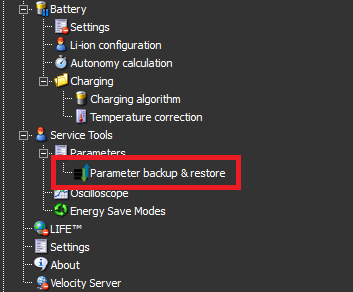 Battery
Settings
Li-ion configuration
Autonomy calculation
Charging
Charging algorithm
Temperature correction
Service Tools
Parameters
Parameter backup & restore
Oscilloscope
Energy Save Modes
LIFE™
Settings
About
Velocity Server